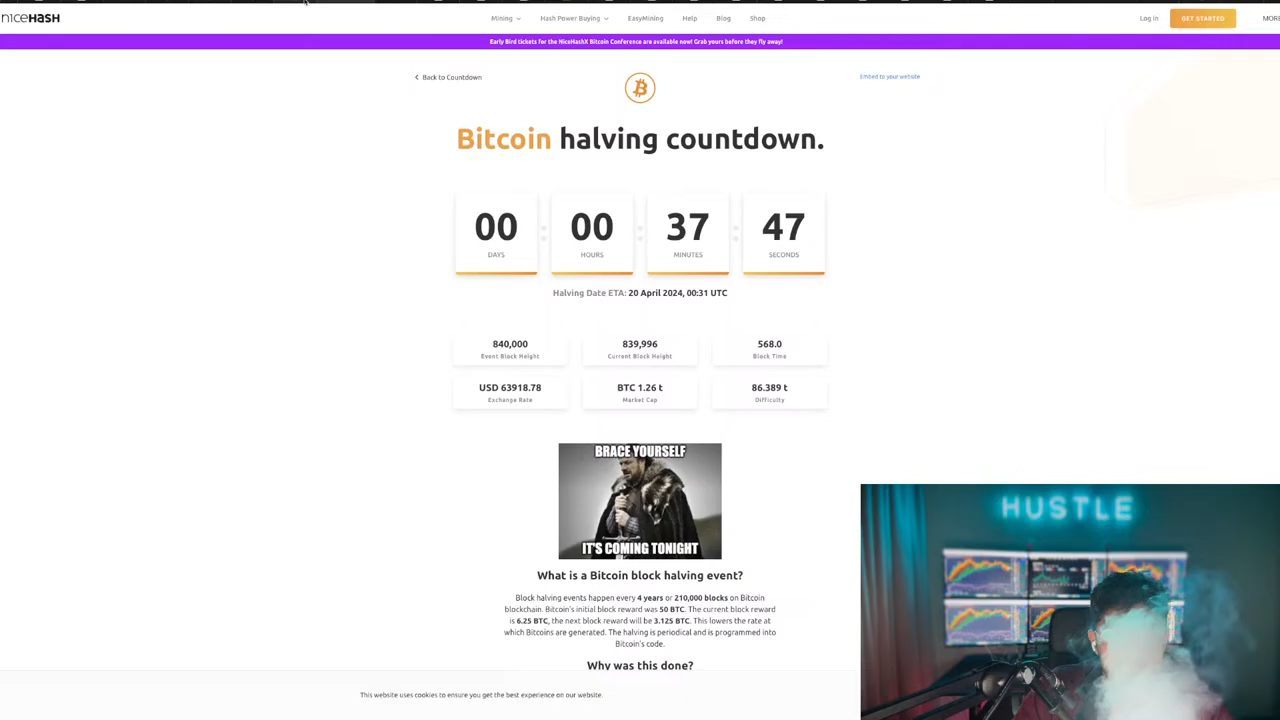 NICEHASH
Mining
Hash Power Buying
EasyMining
Help
Blog
Shop
Log in
GET STARTED
MORE
Early Bird tickets for the NiceHashX Bitcoin Conference are available now! Grab yours before they fly away!
Back to Countdown
Embed to your website
Bitcoin halving countdown.
00 : 00 : 37 : 47
DAYS HOURS MINUTES SECONDS
Halving Date ETA: 20 April 2024, 00:31 UTC
840,000 839,996 568.0
Event Block Height Current Block Height Block Time
USD 63918.78 BTC 1.26 t 86.389 t
Exchange Rate Market Cap Difficulty
BRACE YOURSELF
IT'S COMING TONIGHT
HUSTLE
What is a Bitcoin block halving event?
Block halving events happen every 4 years or 210,000 blocks on Bitcoin
blockchain. Bitcoin's initial block reward was 50 BTC. The current block reward
is 6.25 BTC, the next block reward will be 3.125 BTC. This lowers the rate at
which Bitcoins are generated. The halving is periodical and is programmed into
Bitcoin's code.
Why was this done?
This website uses cookies to ensure you get the best experience on our website.